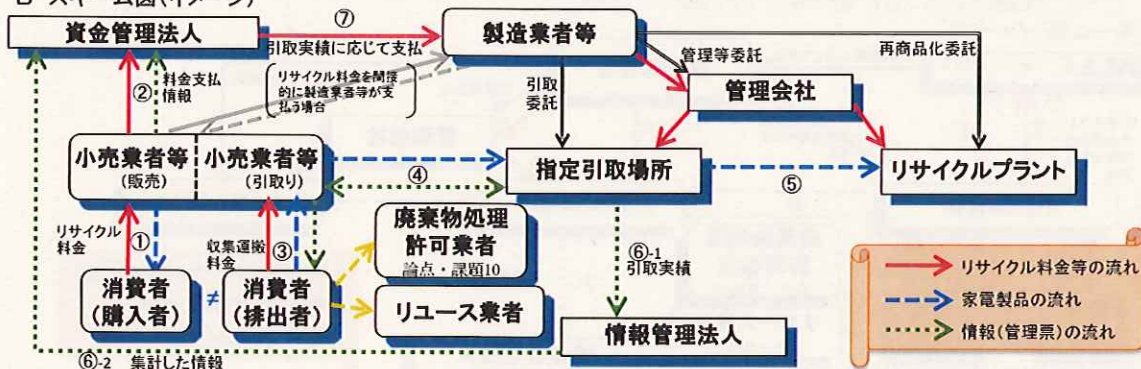 スキーム図(イメージ)
資金管理法人
⑦
引取実績に応じて支払
製造業者等
管理等委託
再商品化委託
②
料金支払
情報
リサイクル料金を間接
的に製造業者等が支
払う場合
引取
委託
管理会社
小売業者等
(販売)
小売業者等
(引取り)
④
指定引取場所
⑤
リサイクルプラント
リサイクル
料金
①
収集運搬
料金
③
廃棄物処理
許可業者
論点・課題10
⑥-1
引取実績
消費者
(購入者)
≠
消費者
(排出者)
リユース業者
情報管理法人
⑥-2 集計した情報
リサイクル料金等の流れ
家電製品の流れ
情報(管理票)の流れ